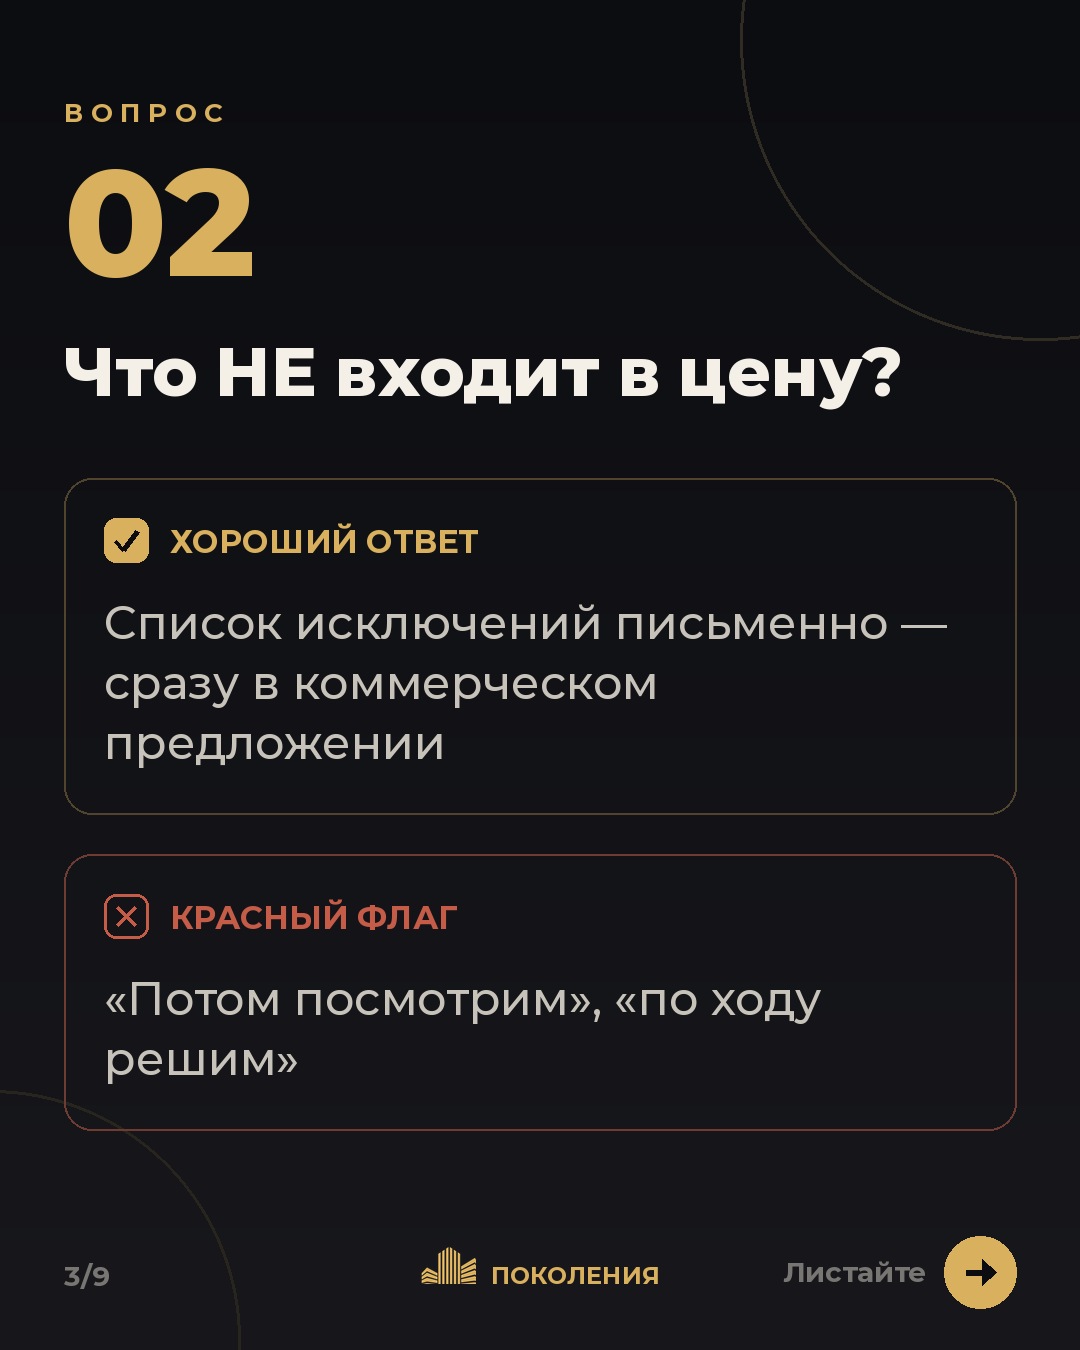 ВОПРОС
02
Что НЕ входит в цену?
ХОРОШИЙ ОТВЕТ
Список исключений письменно —
сразу в коммерческом
предложении
КРАСНЫЙ ФЛАГ
«Потом посмотрим», «по ходу
решим»
3/9
ПОКОЛЕНИЯ
Листайте